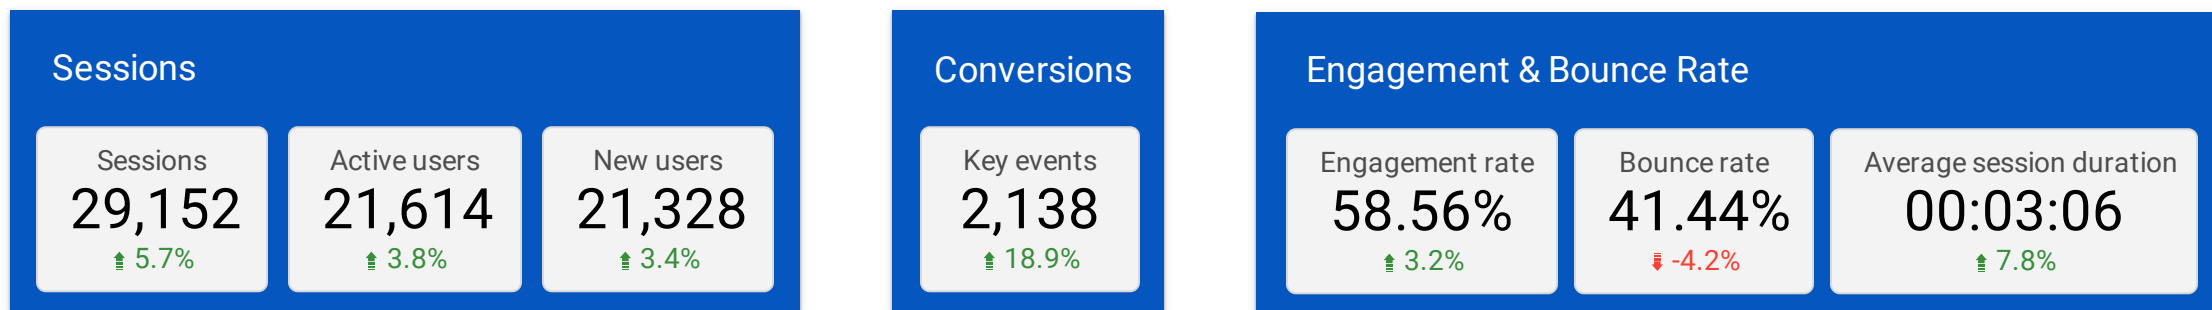 Sessions
Sessions
29,152
5.7%
Active users
21,614
3.8%
New users
21,328
3.4%
Conversions
Key events
2,138
18.9%
Engagement & Bounce Rate
Engagement rate
58.56%
3.2%
Bounce rate
41.44%
-4.2%
Average session duration
00:03:06
7.8%